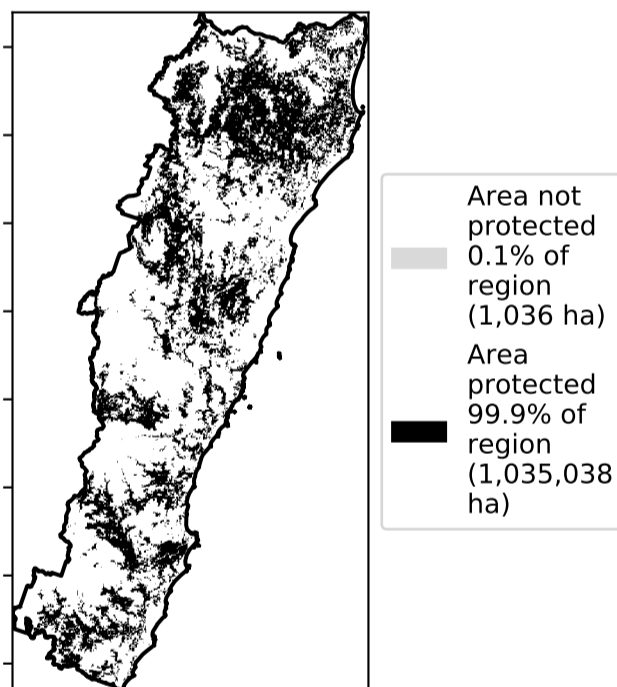 Area not
protected
0.1% of
region
(1,036 ha)
Area
protected
99.9% of
region
(1,035,038
ha)